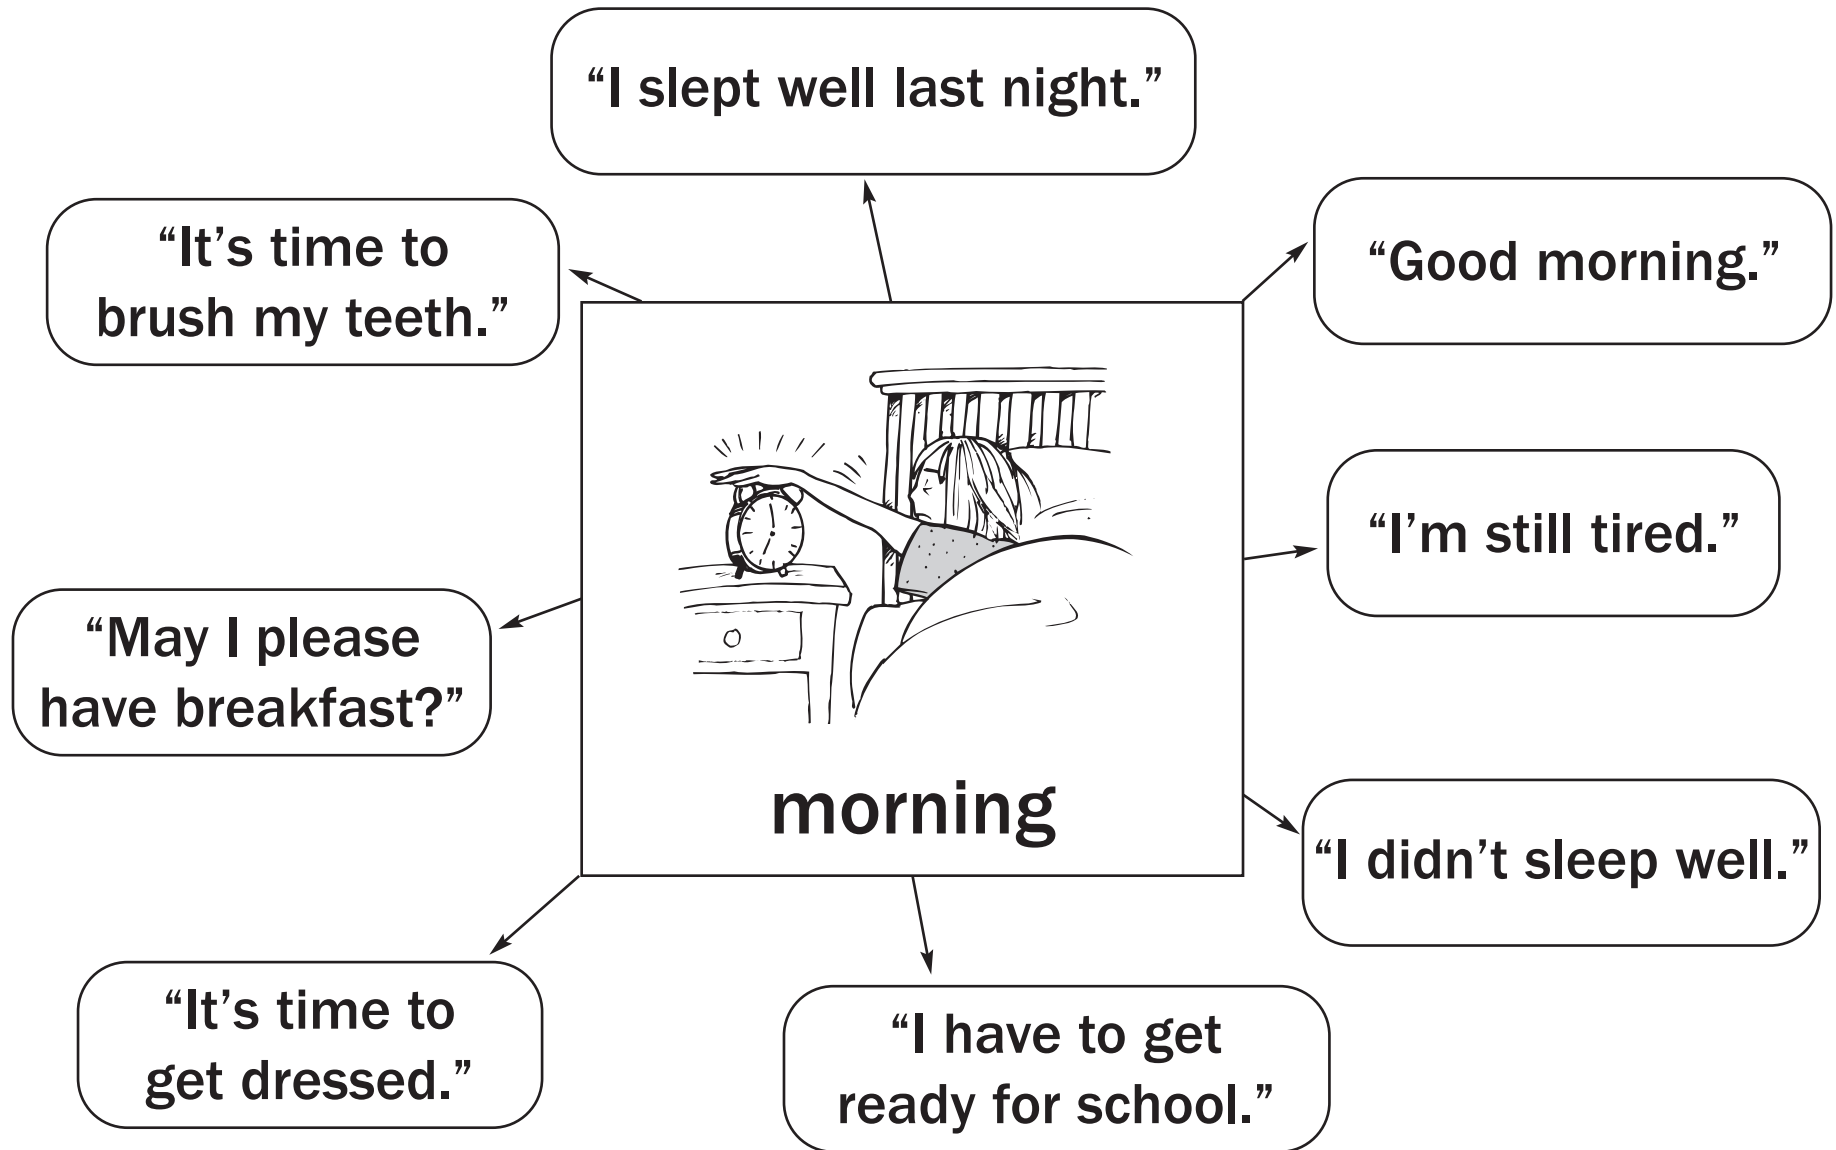 “I slept well last night.”
“It’s time to
brush my teeth.”
“Good morning.”
“I’m still tired.”
“May I please
have breakfast?”
morning
“I didn’t sleep well.”
“It’s time to
get dressed.”
“I have to get
ready for school.”